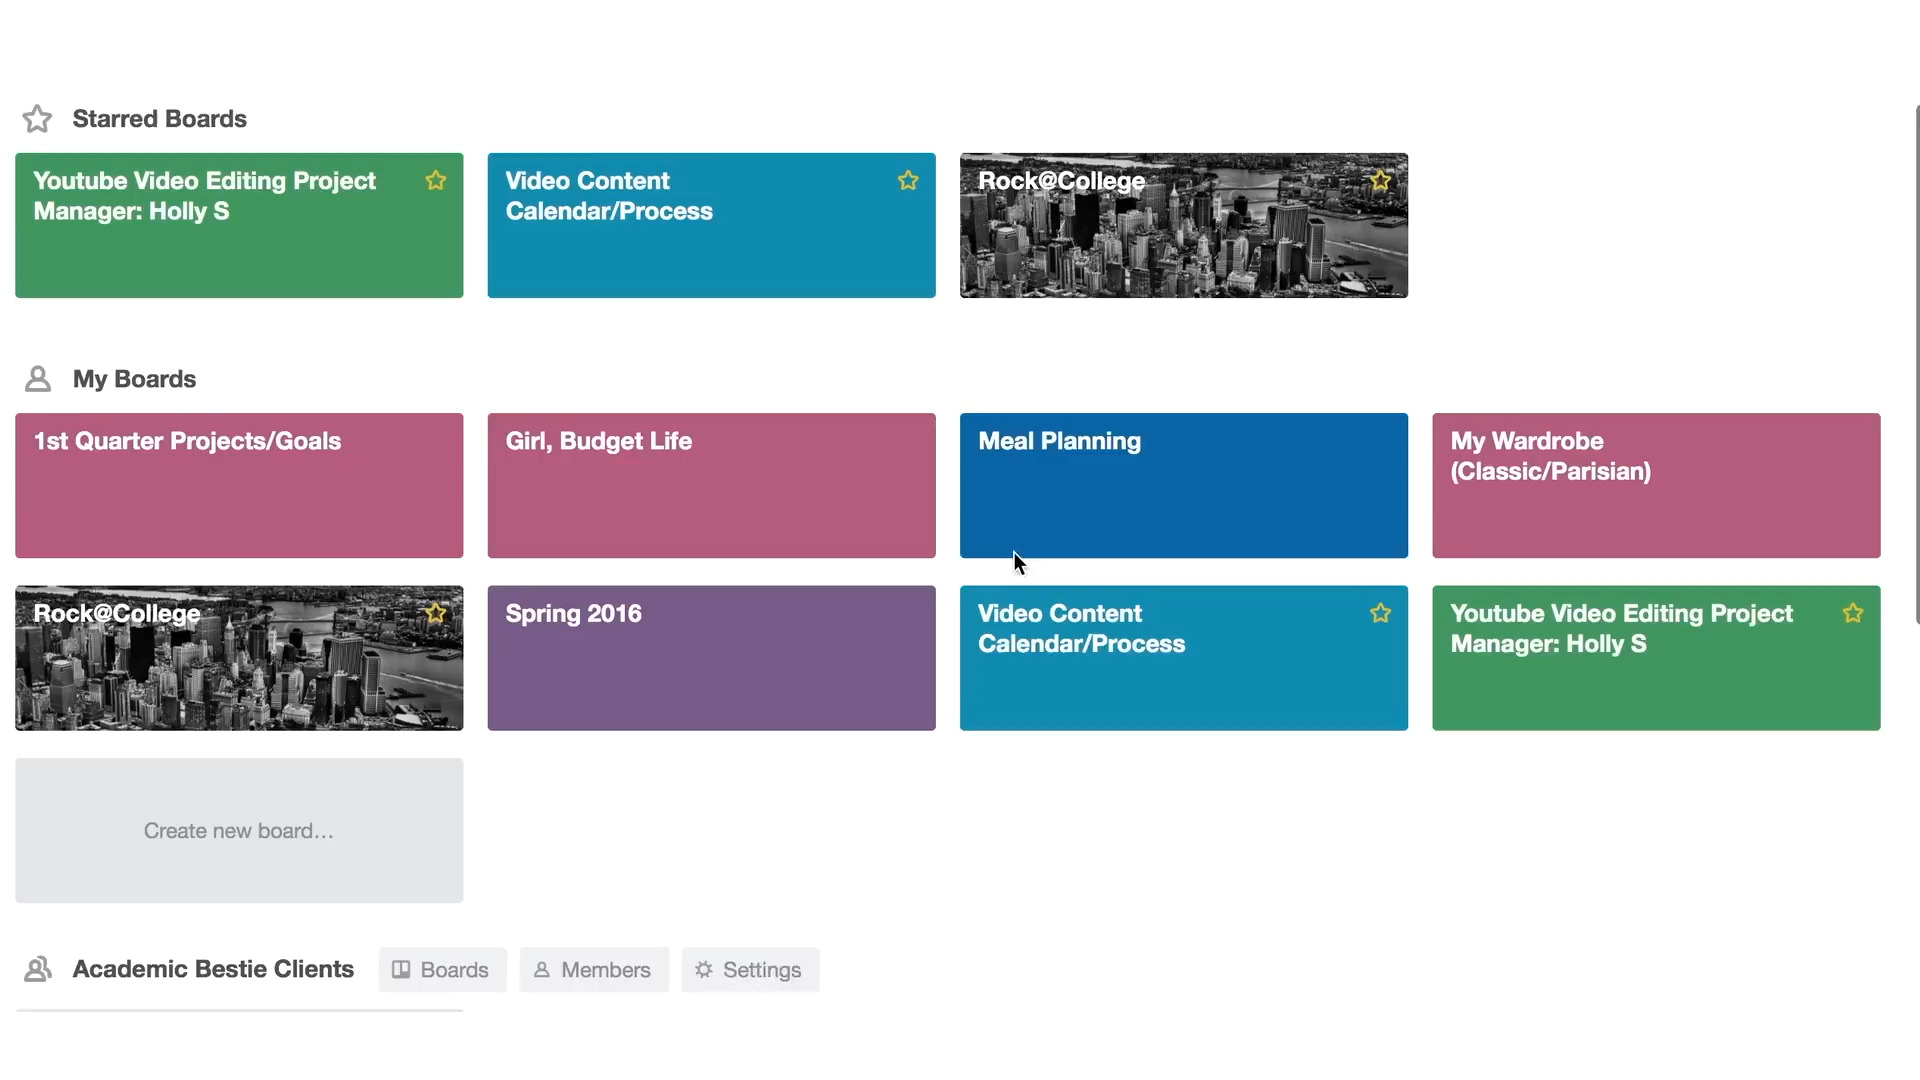 Starred Boards
Youtube Video Editing Project
Manager: Holly S
Video Content
Calendar/Process
Rock@College
My Boards
1st Quarter Projects/Goals
Girl, Budget Life
Meal Planning
My Wardrobe
(Classic/Parisian)
Rock@College
Spring 2016
Video Content
Calendar/Process
Youtube Video Editing Project
Manager: Holly S
Create new board…
Academic Bestie Clients
Boards
Members
Settings